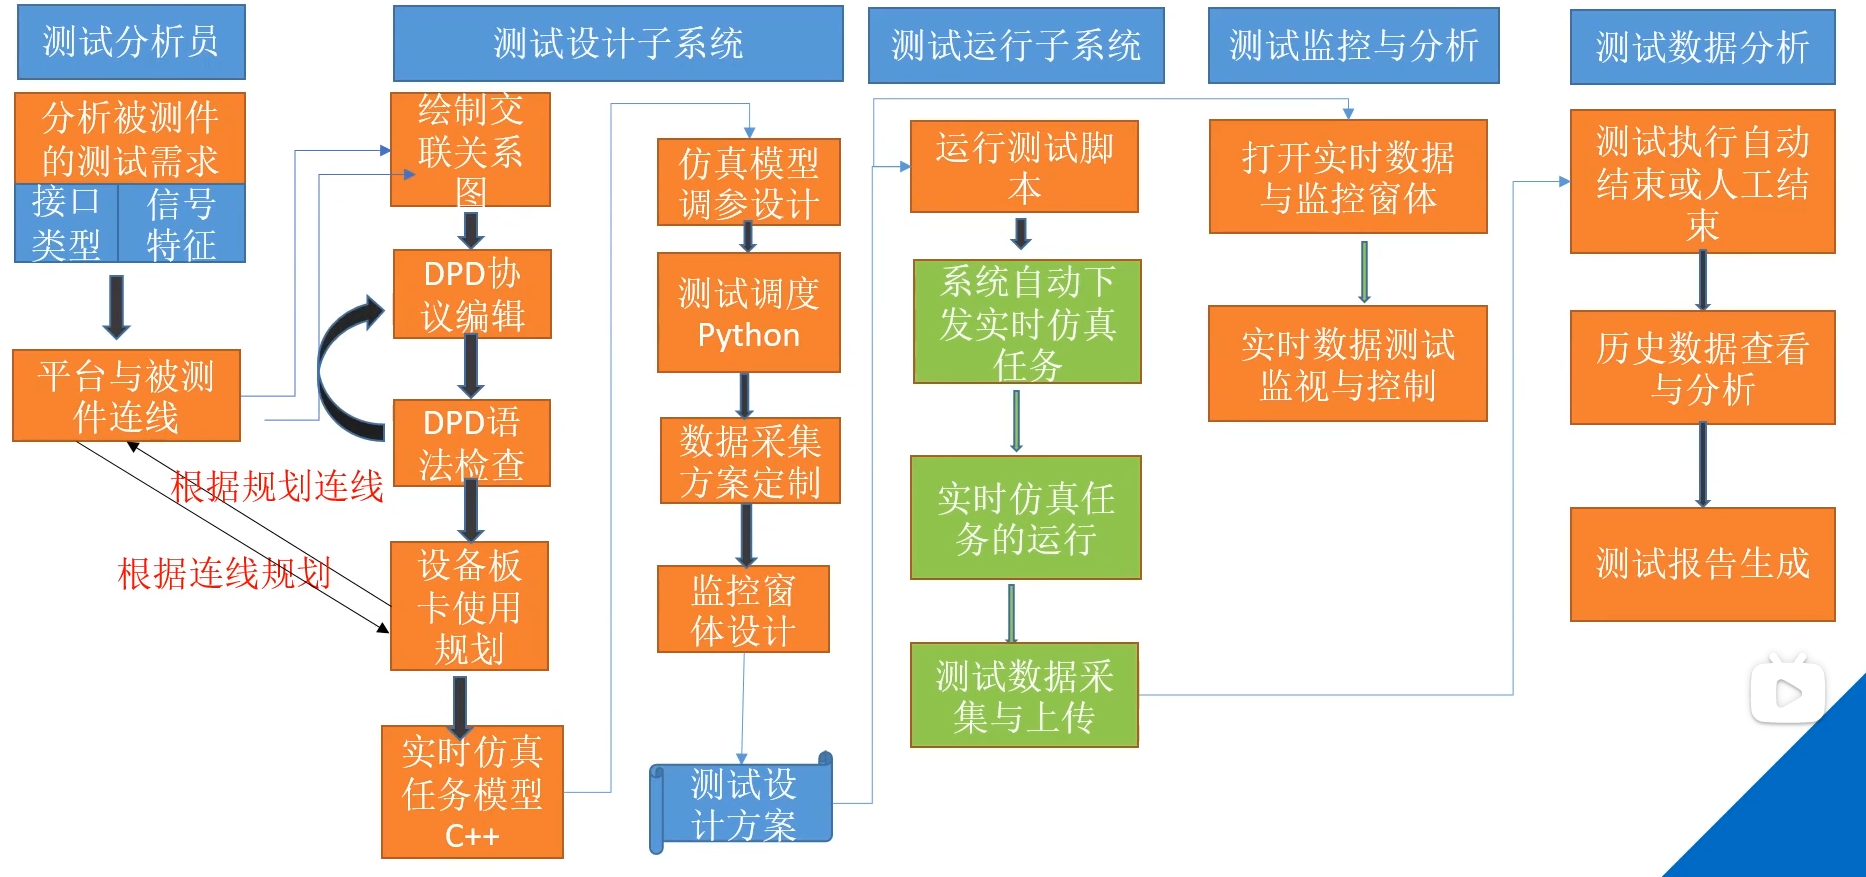 测试分析员
分析被测件
的测试需求
接口
类型
信号
特征
平台与被测
件连线
根据规划连线
根据连线规划
测试设计子系统
绘制交
联关系
图
DPD协
议编辑
DPD语
法检查
设备板
卡使用
规划
实时仿真
任务模型
C++
仿真模型
调参设计
测试调度
Python
数据采集
方案定制
监控窗
体设计
测试设
计方案
测试运行子系统
运行测试脚
本
系统自动下
发实时仿真
任务
实时仿真任
务的运行
测试数据采
集与上传
测试监控与分析
打开实时数据
与监控窗体
实时数据测试
监视与控制
测试数据分析
测试执行自动
结束或人工结
束
历史数据查看
与分析
测试报告生成